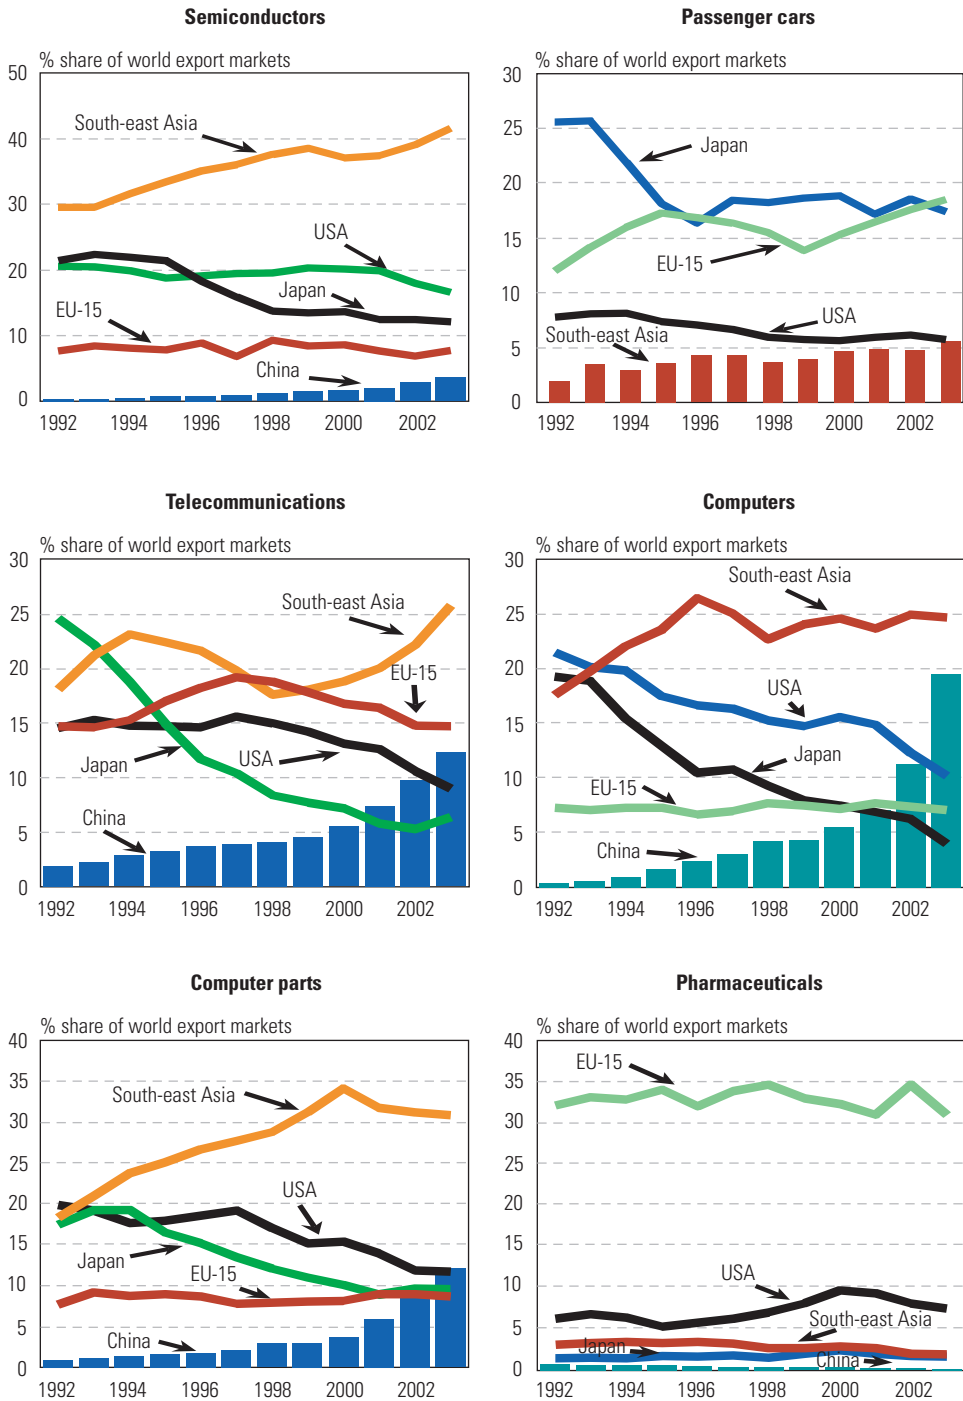 Semiconductors
% share of world export markets
50
40
30
20
10
0
South-east Asia
USA
Japan
EU-15
China
1992 1994 1996 1998 2000 2002
Passenger cars
% share of world export markets
30
25
20
15
10
5
0
Japan
EU-15
USA
South-east Asia
1992 1994 1996 1998 2000 2002
Telecommunications
% share of world export markets
30
25
20
15
10
5
0
South-east Asia
EU-15
USA
Japan
China
1992 1994 1996 1998 2000 2002
Computers
% share of world export markets
30
25
20
15
10
5
0
South-east Asia
USA
Japan
EU-15
China
1992 1994 1996 1998 2000 2002
Computer parts
% share of world export markets
40
35
30
25
20
15
10
5
0
South-east Asia
USA
Japan
EU-15
China
1992 1994 1996 1998 2000 2002
Pharmaceuticals
% share of world export markets
40
35
30
25
20
15
10
5
0
EU-15
USA
South-east Asia
Japan
China
1992 1994 1996 1998 2000 2002